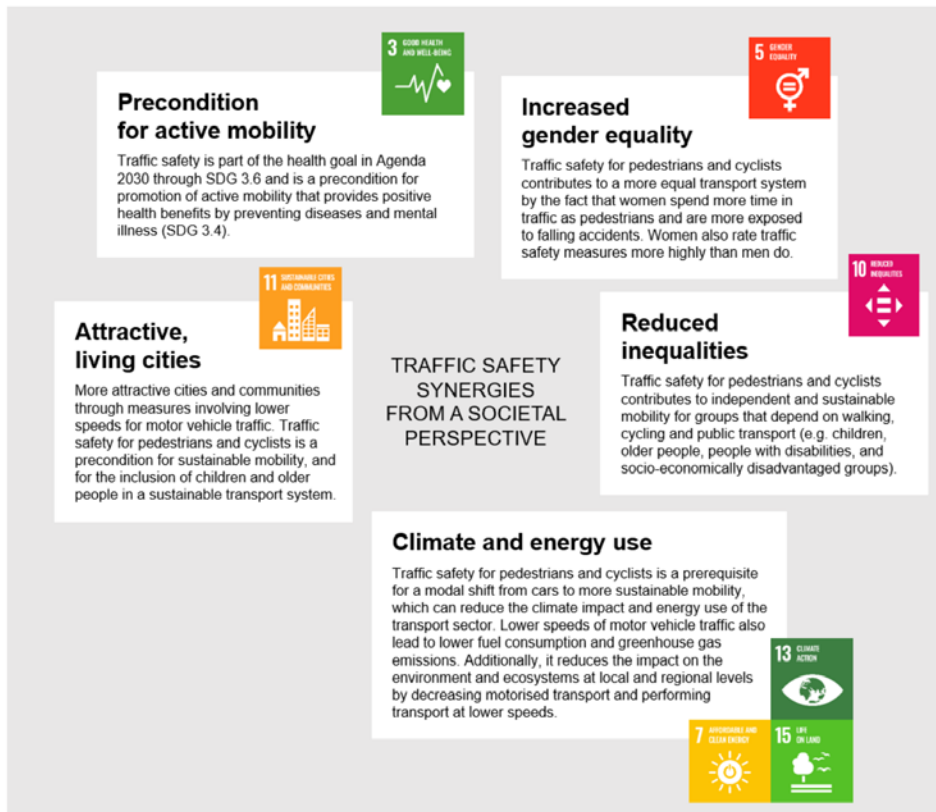 3 GOOD HEALTH
AND WELL-BEING
Precondition
for active mobility
Traffic safety is part of the health goal in Agenda
2030 through SDG 3.6 and is a precondition for
promotion of active mobility that provides positive
health benefits by preventing diseases and mental
illness (SDG 3.4).
5 GENDER
EQUALITY
Increased
gender equality
Traffic safety for pedestrians and cyclists
contributes to a more equal transport system
by the fact that women spend more time in
traffic as pedestrians and are more exposed
to falling accidents. Women also rate traffic
safety measures more highly than men do.
11 SUSTAINABLE CITIES
AND COMMUNITIES
Attractive,
living cities
More attractive cities and communities
through measures involving lower
speeds for motor vehicle traffic. Traffic
safety for pedestrians and cyclists is a
precondition for sustainable mobility, and
for the inclusion of children and older
people in a sustainable transport system.
TRAFFIC SAFETY
SYNERGIES
FROM A SOCIETAL
PERSPECTIVE
10 REDUCED
INEQUALITIES
Reduced
inequalities
Traffic safety for pedestrians and cyclists
contributes to independent and sustainable
mobility for groups that depend on walking,
cycling and public transport (e.g. children,
older people, people with disabilities, and
socio-economically disadvantaged groups).
Climate and energy use
Traffic safety for pedestrians and cyclists is a prerequisite
for a modal shift from cars to more sustainable mobility,
which can reduce the climate impact and energy use of the
transport sector. Lower speeds of motor vehicle traffic also
lead to lower fuel consumption and greenhouse gas
emissions. Additionally, it reduces the impact on the
environment and ecosystems at local and regional levels
by decreasing motorised transport and performing
transport at lower speeds.
13 CLIMATE
ACTION
7 AFFORDABLE AND
CLEAN ENERGY
15 LIFE
ON LAND